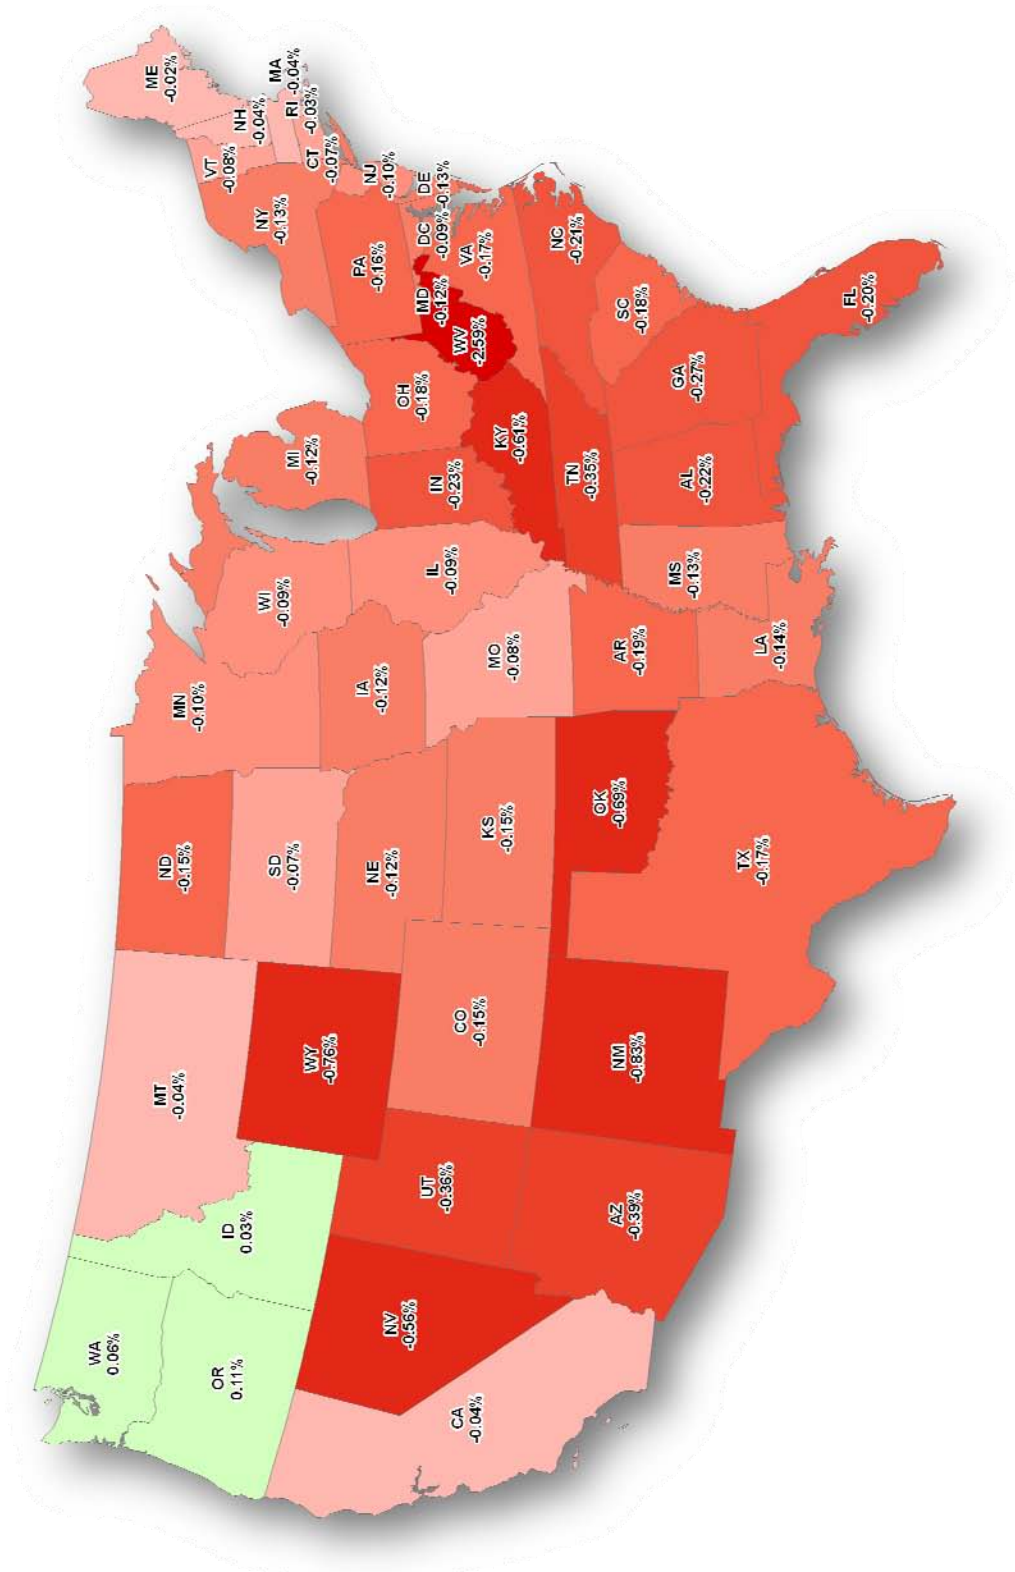 WA
0.06%
OR
0.11%
CA
-0.04%
ID
0.03%
NV
-0.56%
MT
-0.04%
WY
-0.76%
UT
-0.36%
AZ
-0.39%
CO
-0.15%
NM
-0.83%
ND
-0.15%
SD
-0.07%
NE
-0.12%
KS
-0.15%
OK
-0.69%
TX
-0.17%
MN
-0.10%
IA
-0.12%
MO
-0.08%
AR
-0.19%
LA
-0.14%
WI
-0.09%
IL
-0.09%
MS
-0.13%
MI
-0.12%
IN
-0.23%
KY
-0.61%
TN
-0.35%
AL
-0.22%
OH
-0.18%
WV
-2.59%
GA
-0.27%
FL
-0.20%
SC
-0.18%
NC
-0.21%
VA
-0.17%
MD
-0.12%
DC
-0.09%
DE
-0.13%
PA
-0.16%
NJ
-0.10%
NY
-0.13%
CT
-0.07%
RI
-0.03%
MA
-0.04%
VT
-0.08%
NH
-0.04%
ME
-0.02%